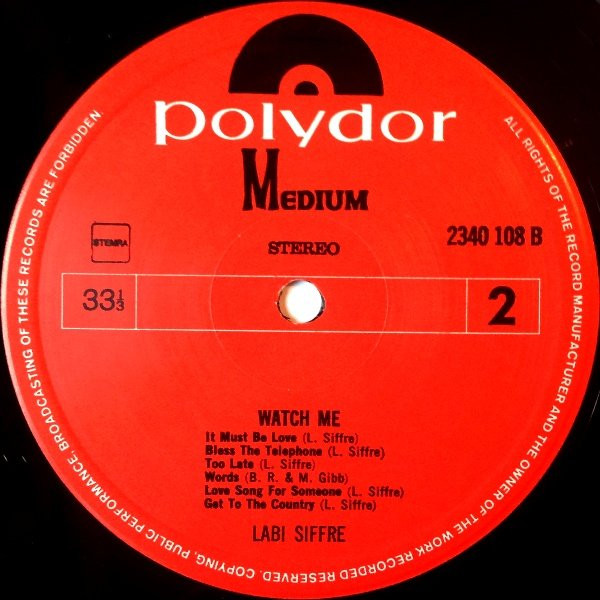 polydor
MEDIUM
STEMRA
STEREO
2340 108 B
33⅓
2
WATCH ME
It Must Be Love (L. Siffre)
Bless The Telephone (L. Siffre)
Too Late (L. Siffre)
Words (B. R. & M. Gibb)
Love Song For Someone (L. Siffre)
Get To The Country (L. Siffre)
LABI SIFFRE
ALL RIGHTS OF THE RECORD MANUFACTURER AND THE OWNER OF THE WORK RECORDED RESERVED. COPYING, PUBLIC PERFORMANCE, BROADCASTING OF THESE RECORDS ARE FORBIDDEN.